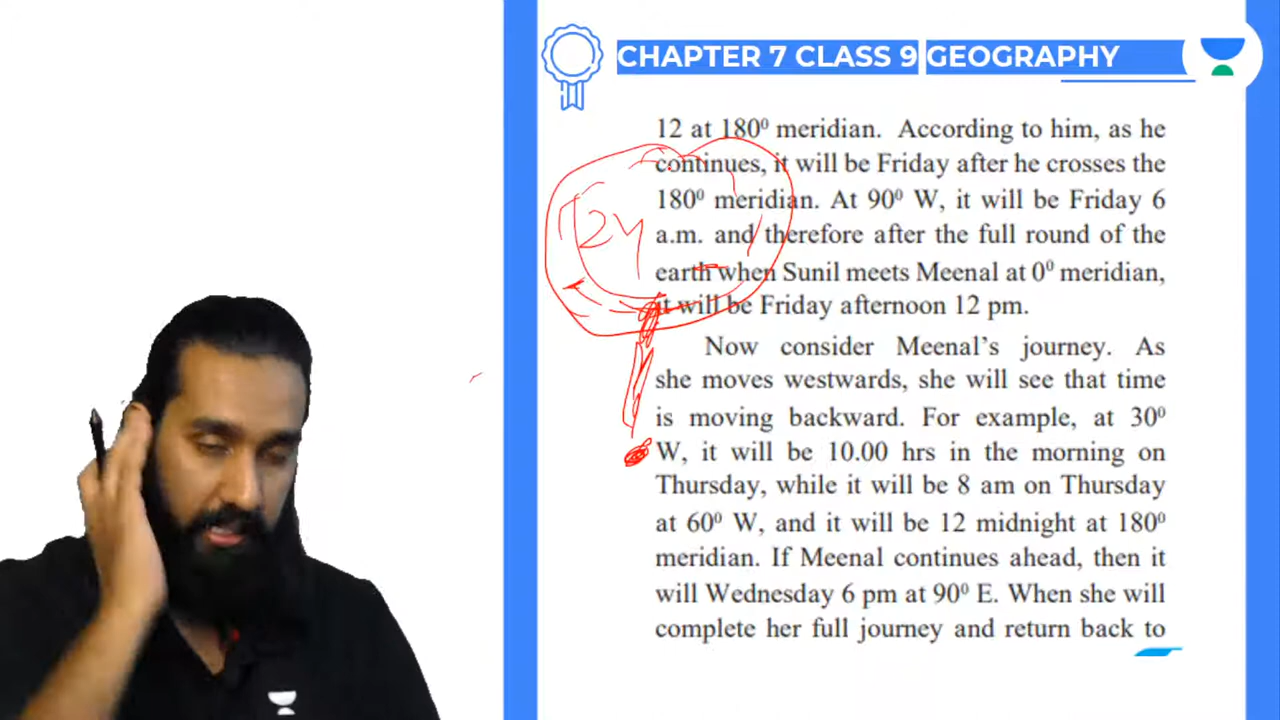 CHAPTER 7 CLASS 9 GEOGRAPHY
12 at 180⁰ meridian. According to him, as he
continues, it will be Friday after he crosses the
180⁰ meridian. At 90⁰ W, it will be Friday 6
a.m. and therefore after the full round of the
earth when Sunil meets Meenal at 0⁰ meridian,
it will be Friday afternoon 12 pm.
24
Now consider Meenal’s journey. As
she moves westwards, she will see that time
is moving backward. For example, at 30⁰
W, it will be 10.00 hrs in the morning on
Thursday, while it will be 8 am on Thursday
at 60⁰ W, and it will be 12 midnight at 180⁰
meridian. If Meenal continues ahead, then it
will Wednesday 6 pm at 90⁰ E. When she will
complete her full journey and return back to